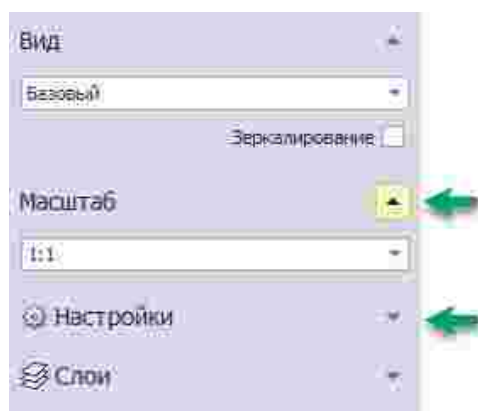 Вид
Базовый
Зеркалирование
Масштаб
1:1
Настройки
Слои